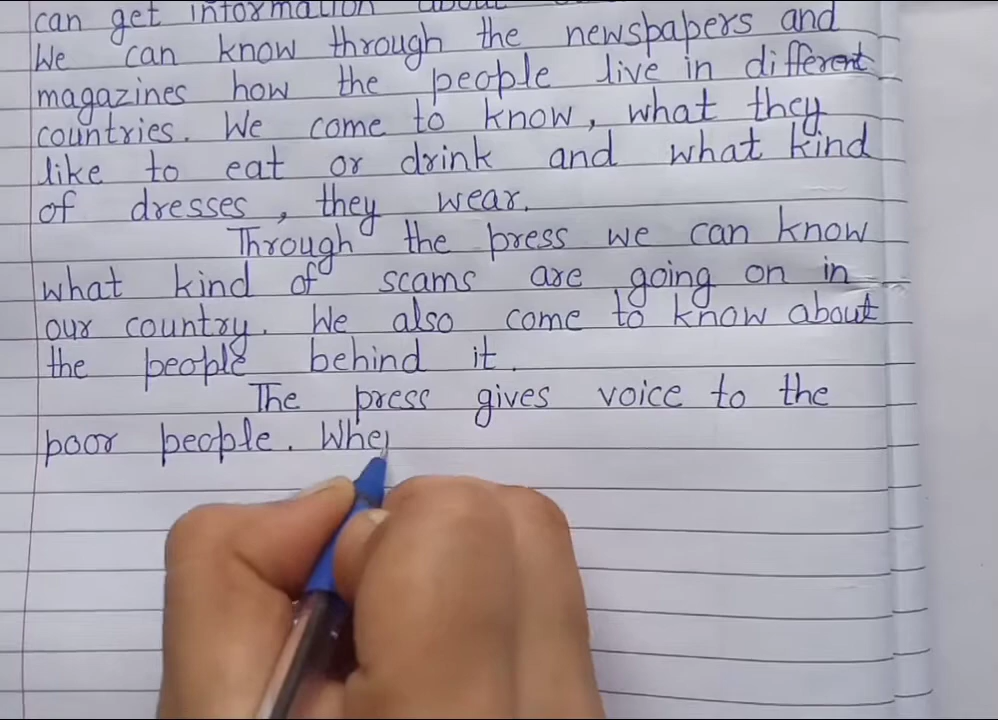 can get information about
We can know through the newspapers and
magazines how the people live in different
countries. We come to know, what they
like to eat or drink and what kind
of dresses, they wear.
Through the press we can know
what kind of scams are going on in
our country. We also come to know about
the people behind it.
The press gives voice to the
poor people. Whe